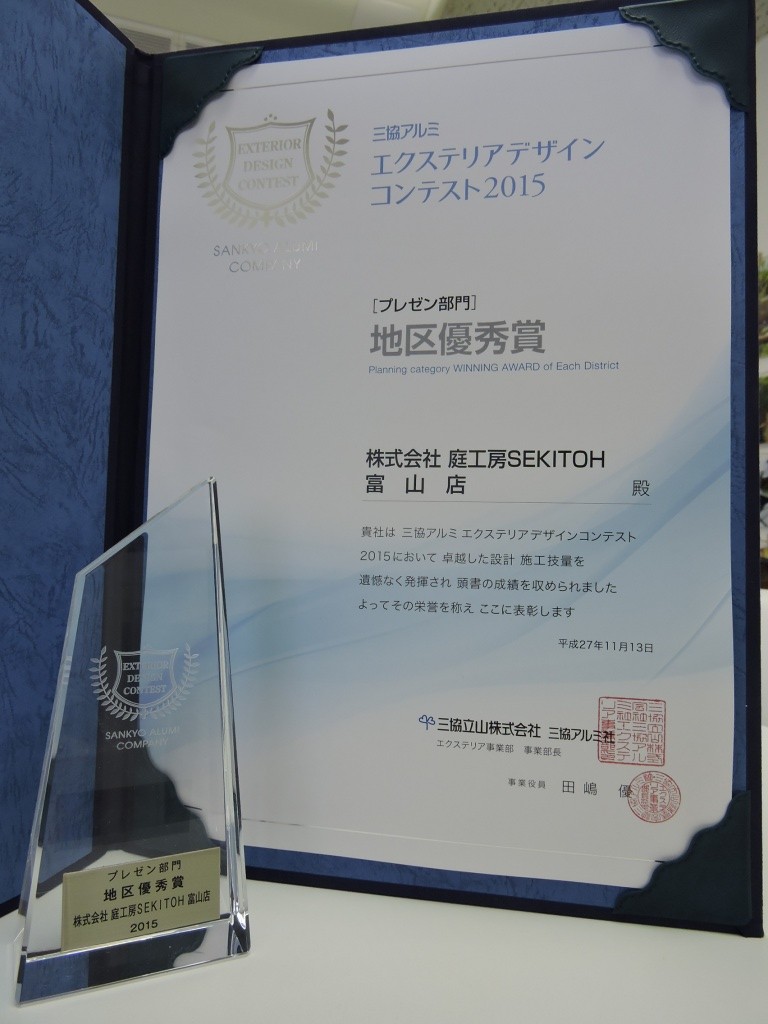 EXTERIOR
DESIGN
CONTEST
SANKYO ALUMI
COMPANY
三協アルミ
エクステリアデザイン
コンテスト2015
[プレゼン部門]
地区優秀賞
Planning category WINNING AWARD of Each District
株式会社 庭工房SEKITOH
富山店 殿
貴社は 三協アルミ エクステリアデザインコンテスト
2015において 卓越した設計 施工技量を
遺憾なく発揮され 頭書の成績を収められました
よってその栄誉を称え ここに表彰します
平成27年11月13日
三協立山株式会社 三協アルミ社
エクステリア事業部 事業部長
事業役員 田嶋 優
EXTERIOR
DESIGN
CONTEST
SANKYO ALUMI
COMPANY
プレゼン部門
地区優秀賞
株式会社 庭工房SEKITOH 富山店
2015